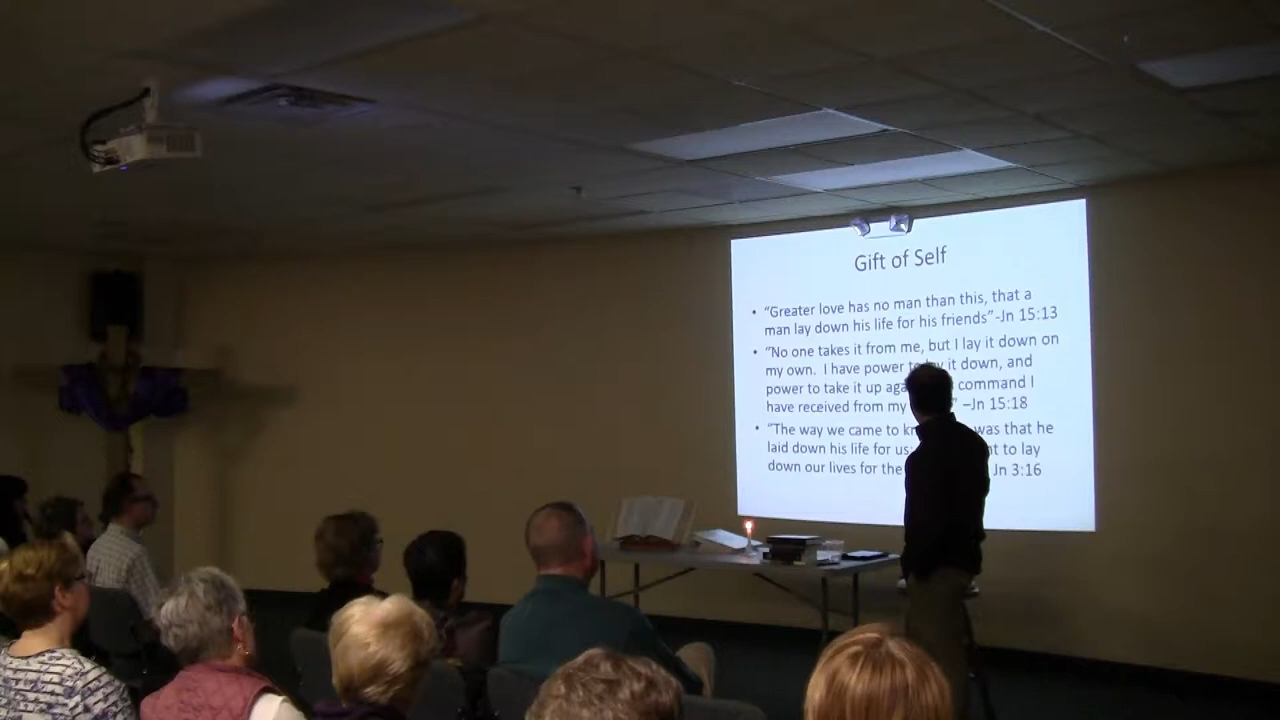 Gift of Self
• “Greater love has no man than this, that a
man lay down his life for his friends”-Jn 15:13
• “No one takes it from me, but I lay it down on
my own. I have power it down, and
power to take it up command I
have received from my ” –Jn 15:18
• “The way we came to was that he
laid down his life for us: to lay
down our lives for the Jn 3:16